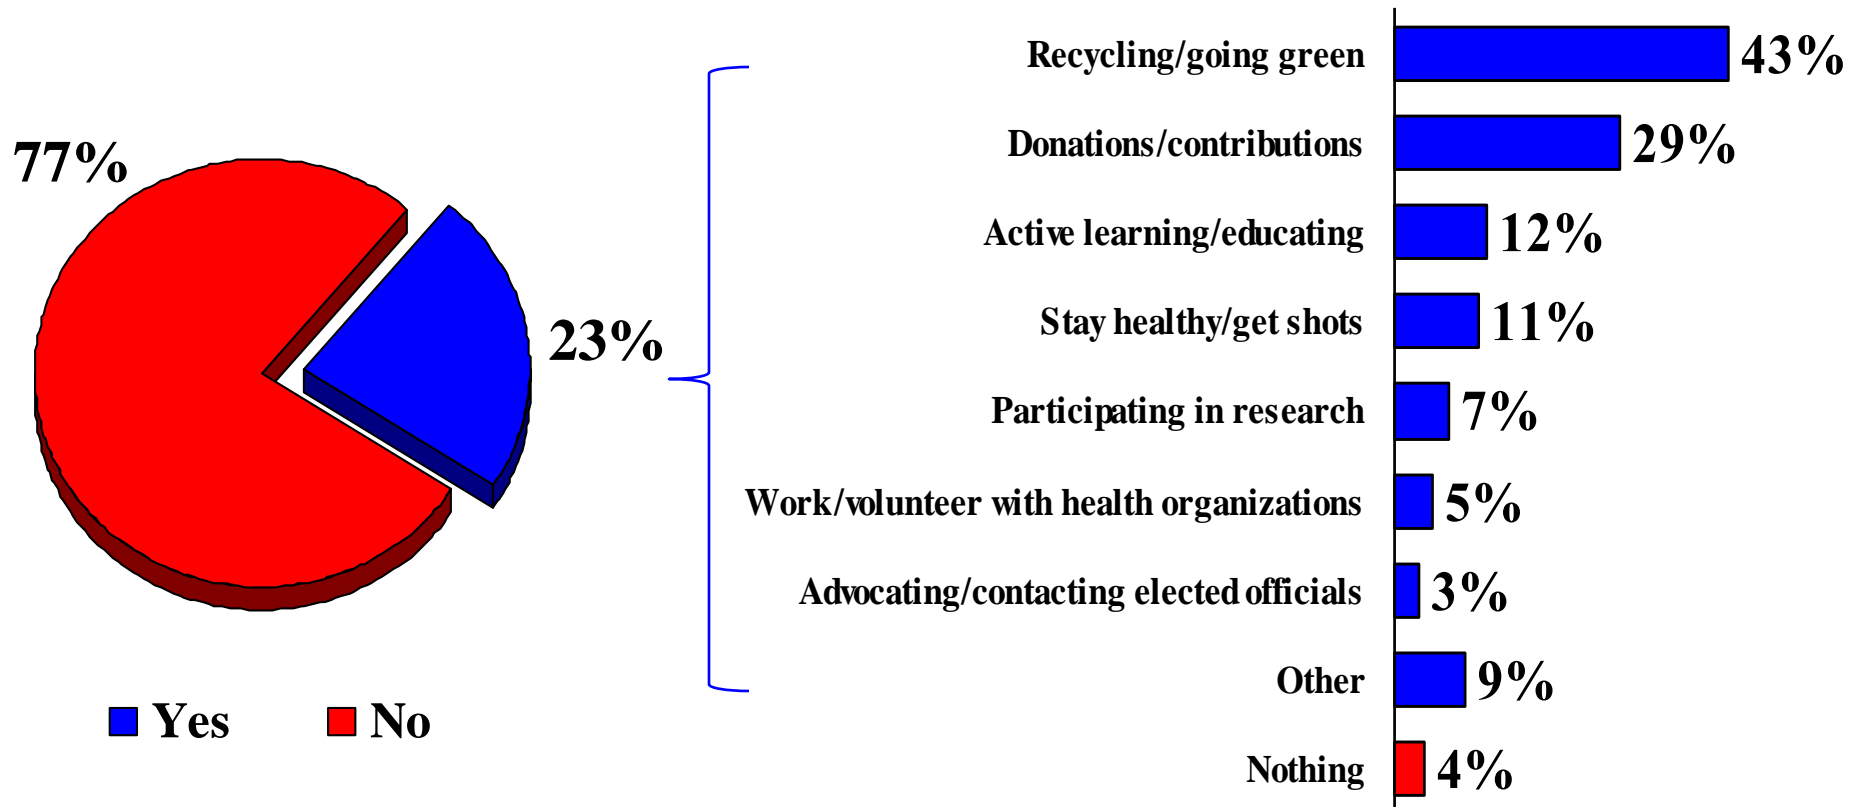 77%
23%
Yes
No
Recycling/going green 43%
Donations/contributions 29%
Active learning/educating 12%
Stay healthy/get shots 11%
Participating in research 7%
Work/volunteer with health organizations 5%
Advocating/contacting elected officials 3%
Other 9%
Nothing 4%